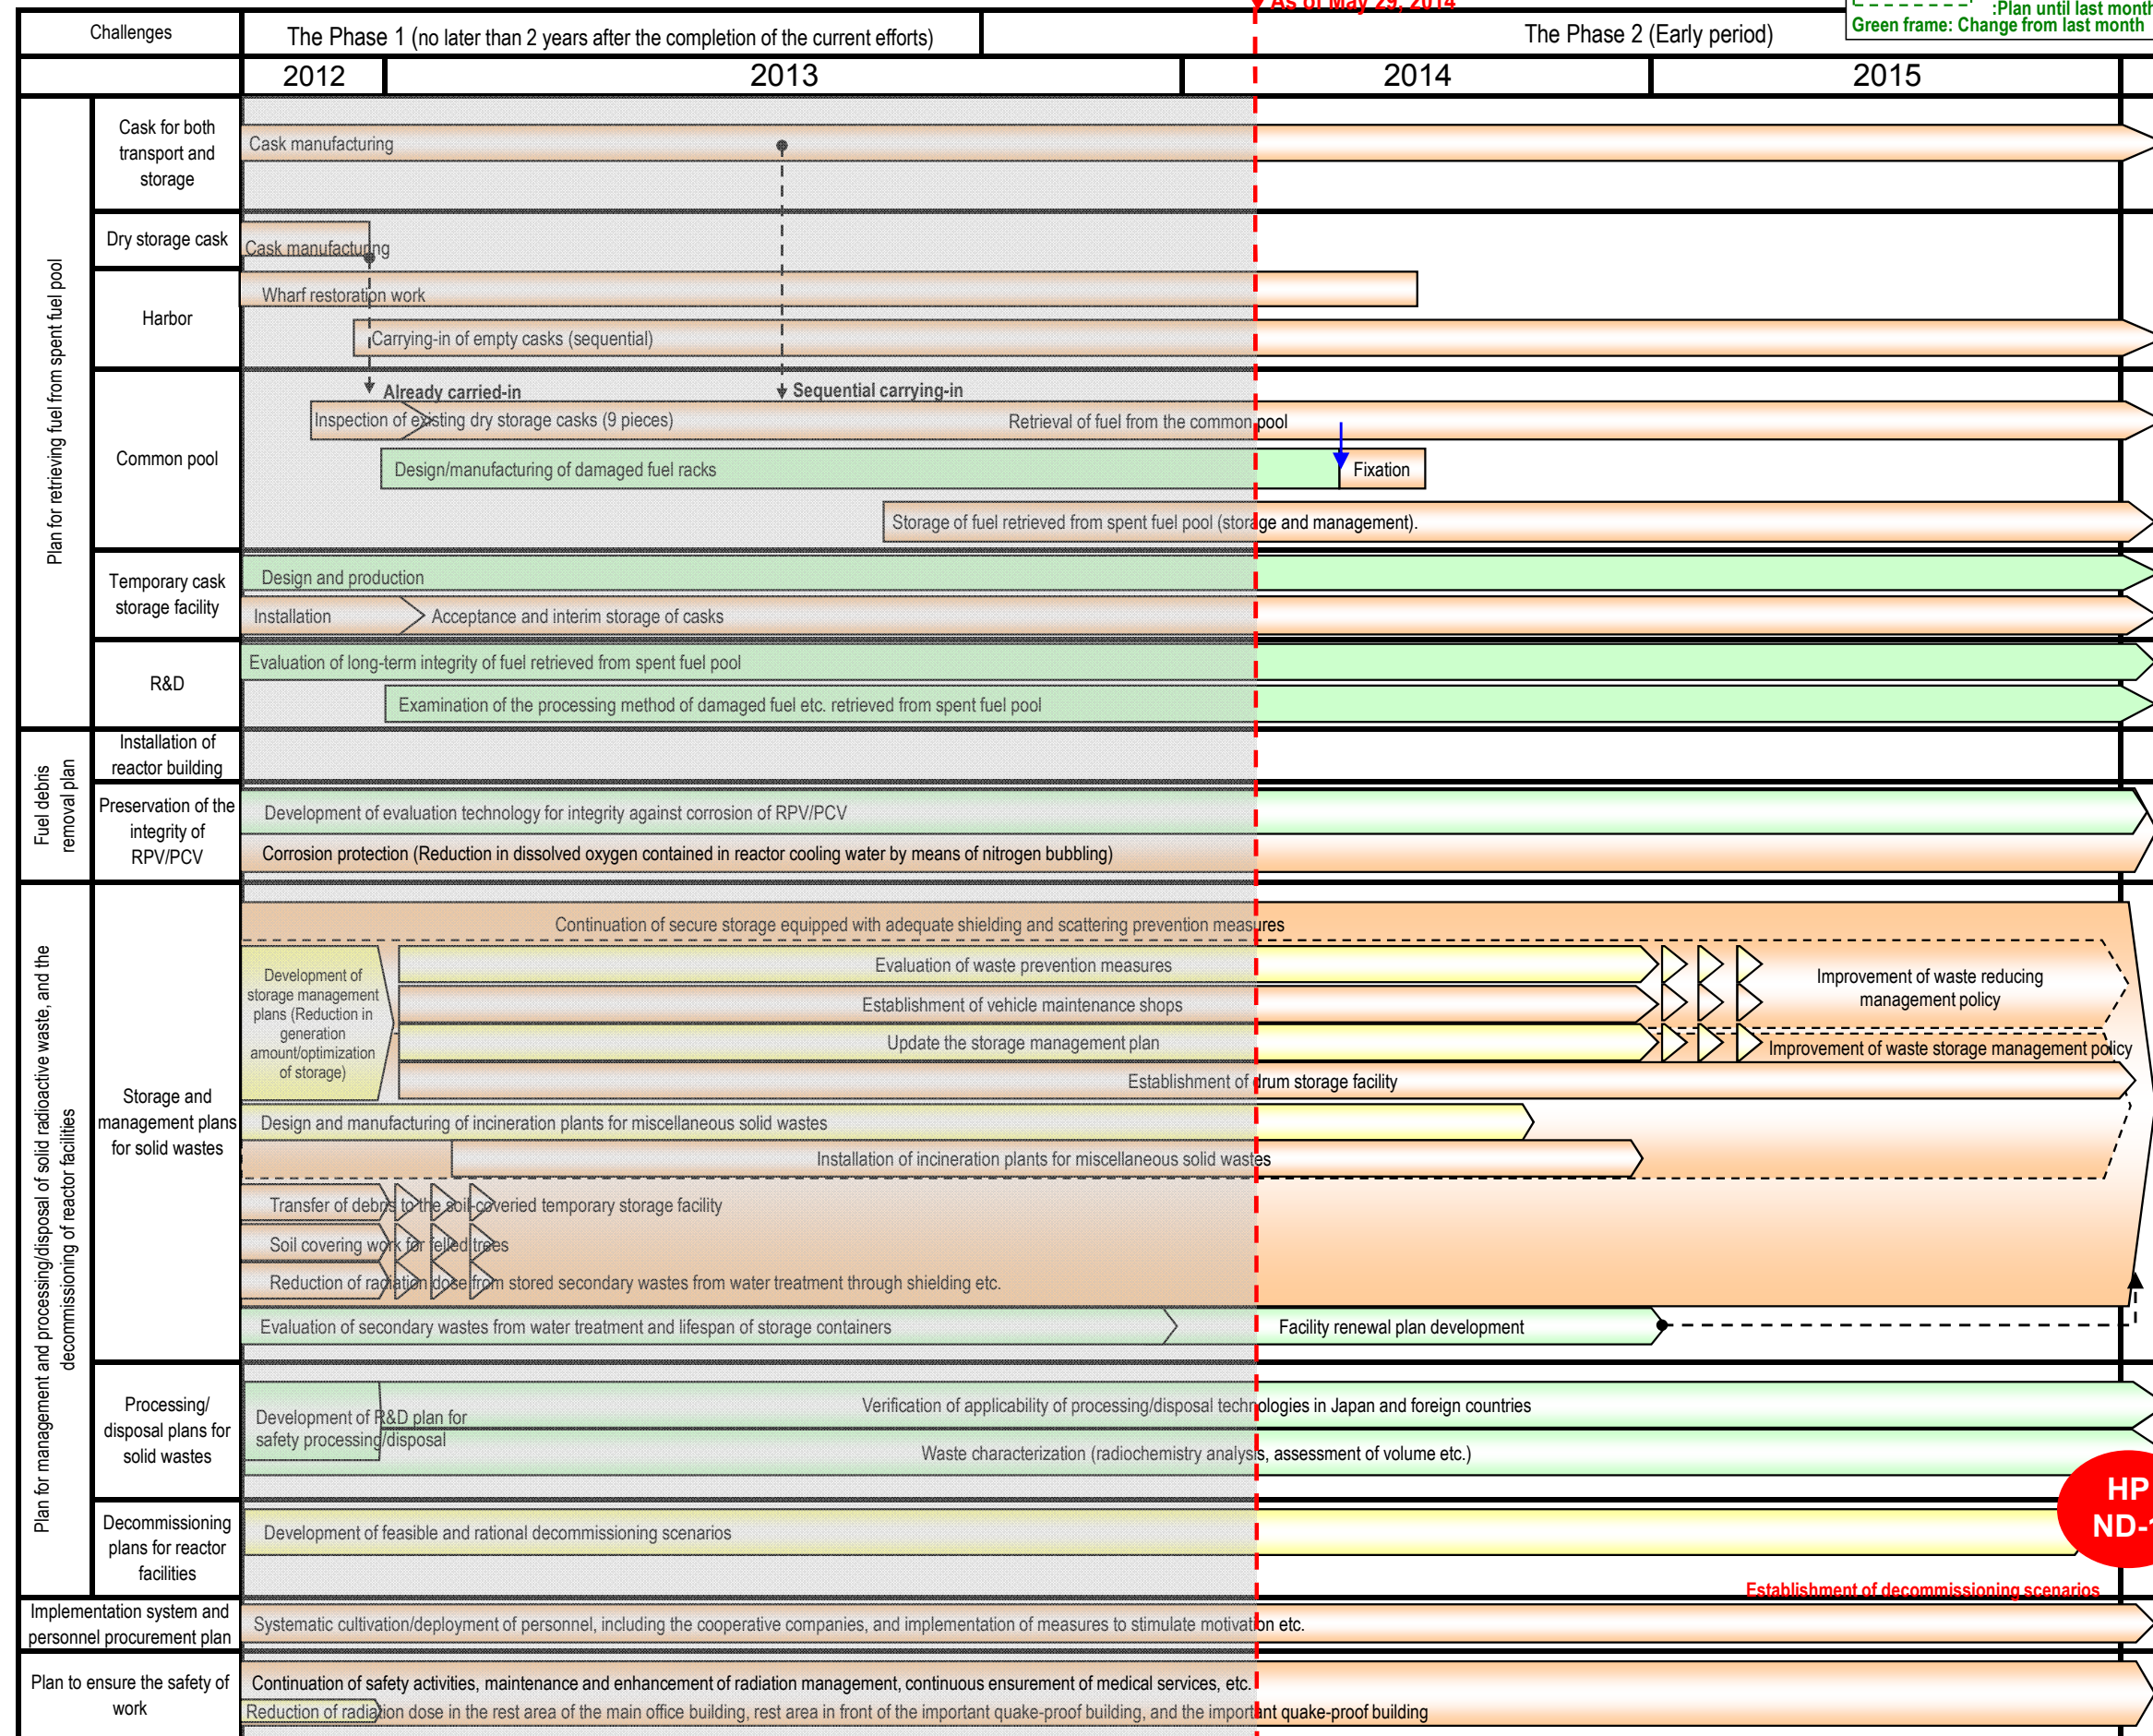 As of May 29, 2014
:Plan until last month
Green frame: Change from last month
Challenges
The Phase 1 (no later than 2 years after the completion of the current efforts)
The Phase 2 (Early period)
2012
2013
2014
2015
Plan for retrieving fuel from spent fuel pool
Cask for both
transport and
storage
Cask manufacturing
Dry storage cask
Cask manufacturing
Harbor
Wharf restoration work
Carrying-in of empty casks (sequential)
Already carried-in
Sequential carrying-in
Common pool
Inspection of existing dry storage casks (9 pieces)
Retrieval of fuel from the common pool
Design/manufacturing of damaged fuel racks
Fixation
Storage of fuel retrieved from spent fuel pool (storage and management).
Temporary cask
storage facility
Design and production
Installation
Acceptance and interim storage of casks
R&D
Evaluation of long-term integrity of fuel retrieved from spent fuel pool
Examination of the processing method of damaged fuel etc. retrieved from spent fuel pool
Fuel debris
removal plan
Installation of
reactor building
Preservation of the
integrity of
RPV/PCV
Development of evaluation technology for integrity against corrosion of RPV/PCV
Corrosion protection (Reduction in dissolved oxygen contained in reactor cooling water by means of nitrogen bubbling)
Plan for management and processing/disposal of solid radioactive waste, and the
decommissioning of reactor facilities
Storage and
management plans
for solid wastes
Continuation of secure storage equipped with adequate shielding and scattering prevention measures
Development of
storage management
plans (Reduction in
generation
amount/optimization
of storage)
Evaluation of waste prevention measures
Establishment of vehicle maintenance shops
Improvement of waste reducing
management policy
Update the storage management plan
Improvement of waste storage management policy
Establishment of drum storage facility
Design and manufacturing of incineration plants for miscellaneous solid wastes
Installation of incineration plants for miscellaneous solid wastes
Transfer of debris to the soil-coveried temporary storage facility
Soil covering work for felled trees
Reduction of radiation dose from stored secondary wastes from water treatment through shielding etc.
Evaluation of secondary wastes from water treatment and lifespan of storage containers
Facility renewal plan development
Processing/
disposal plans for
solid wastes
Development of R&D plan for
safety processing/disposal
Verification of applicability of processing/disposal technologies in Japan and foreign countries
Waste characterization (radiochemistry analysis, assessment of volume etc.)
HP
ND-1
Decommissioning
plans for reactor
facilities
Development of feasible and rational decommissioning scenarios
Establishment of decommissioning scenarios
Implementation system and
personnel procurement plan
Systematic cultivation/deployment of personnel, including the cooperative companies, and implementation of measures to stimulate motivation etc.
Plan to ensure the safety of
work
Continuation of safety activities, maintenance and enhancement of radiation management, continuous ensurement of medical services, etc.
Reduction of radiation dose in the rest area of the main office building, rest area in front of the important quake-proof building, and the important quake-proof building